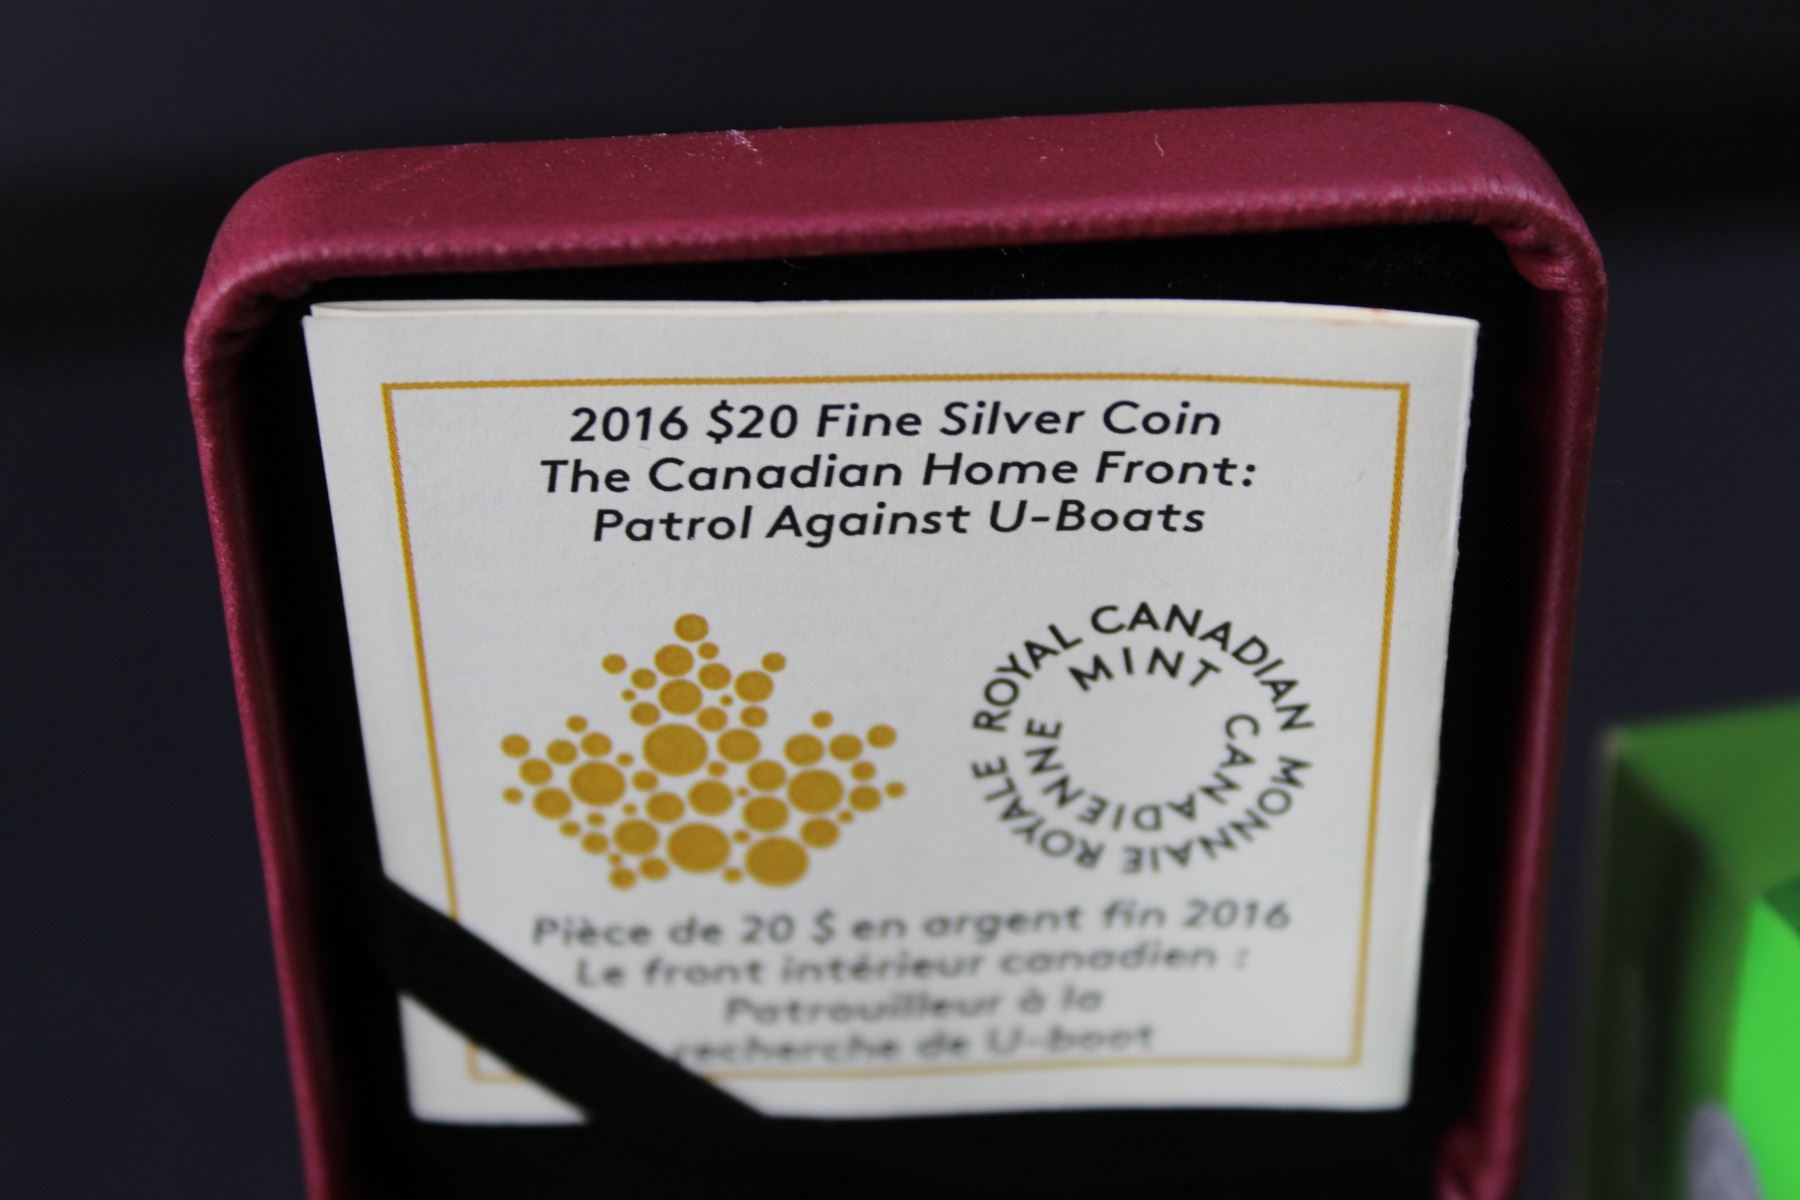 2016 $20 Fine Silver Coin
The Canadian Home Front:
Patrol Against U-Boats
ROYAL CANADIAN
MINT
MONNAIE ROYALE
CANADIENNE
Pièce de 20 $ en argent fin 2016
Le front intérieur canadien :
Patrouilleur à la
recherche de U-boot